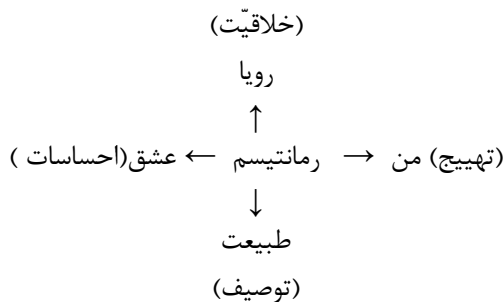 (خلاقیّت)
رویا
↑
(تهییج) من → رمانتیسم ← عشق(احساسات )
↓
طبیعت
(توصیف)